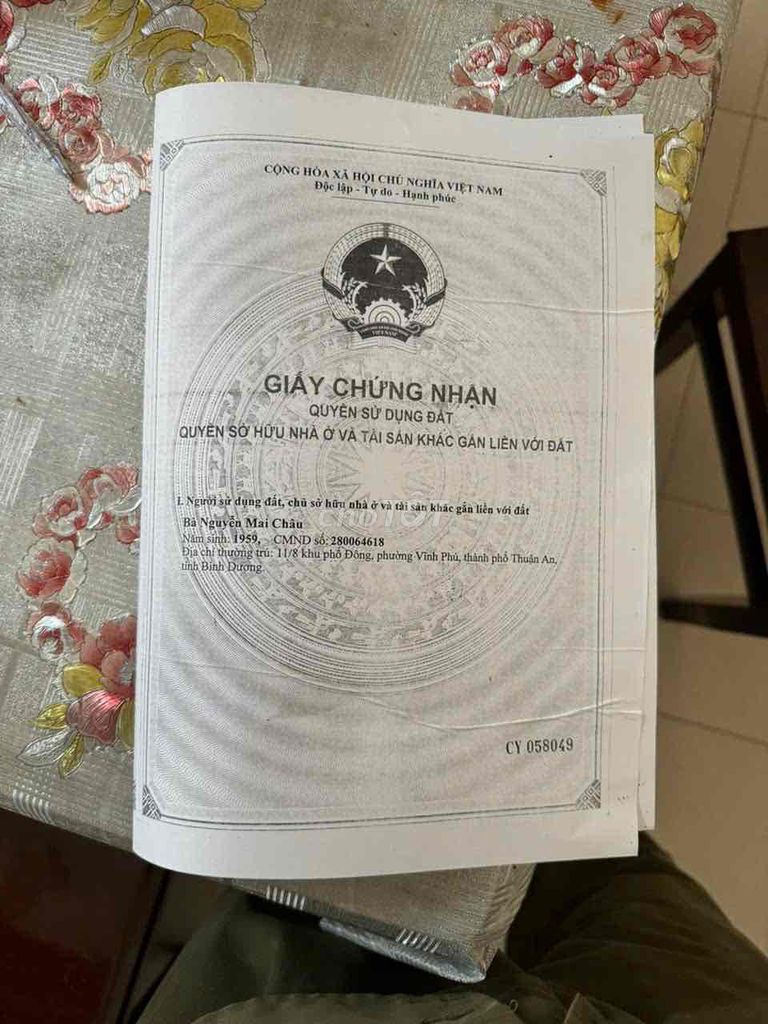 CỘNG HÒA XÃ HỘI CHỦ NGHĨA VIỆT NAM
Độc lập - Tự do - Hạnh phúc
VIỆT NAM
GIẤY CHỨNG NHẬN
QUYỀN SỬ DỤNG ĐẤT
QUYỀN SỞ HỮU NHÀ Ở VÀ TÀI SẢN KHÁC GẮN LIỀN VỚI ĐẤT
I. Người sử dụng đất, chủ sở hữu nhà ở và tài sản khác gắn liền với đất
Bà Nguyễn Mai Châu
Năm sinh: 1959, CMND số: 280064618
Địa chỉ thường trú: 11/8 khu phố Đông, phường Vĩnh Phú, thành phố Thuận An,
tỉnh Bình Dương.
CHỢ TỐT
CY 058049